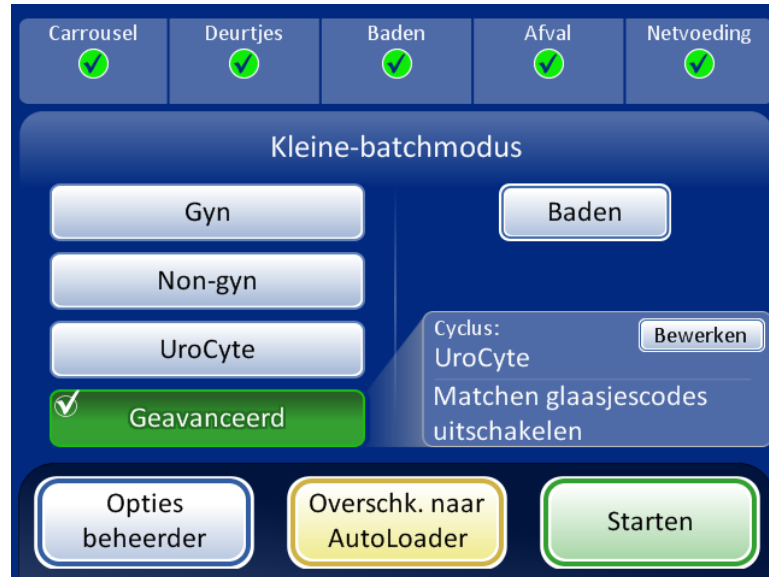 Carrousel
Deurtjes
Baden
Afval
Netvoeding
Kleine-batchmodus
Gyn
Baden
Non-gyn
UroCyte
Cyclus:
UroCyte
Bewerken
Matchen glaasjescodes
uitschakelen
Geavanceerd
Opties
beheerder
Overschk. naar
AutoLoader
Starten